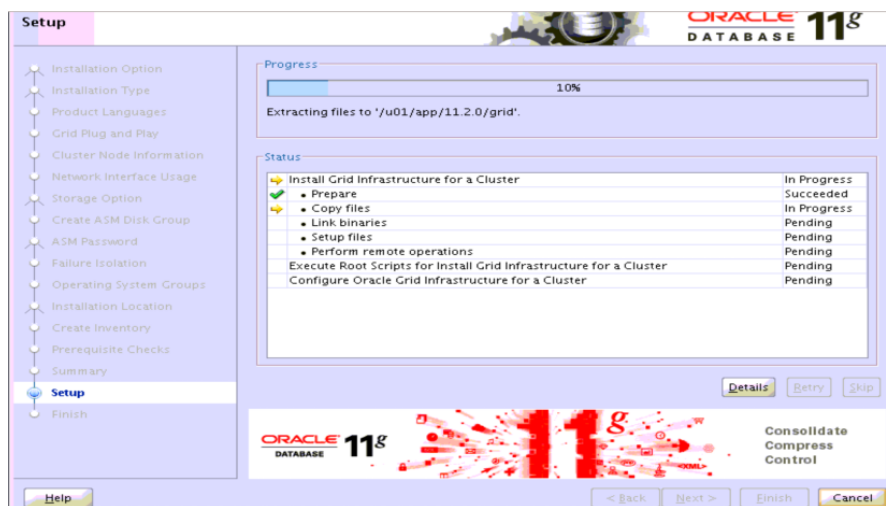 Setup
ORACLE 11g
DATABASE
Installation Option
Installation Type
Product Languages
Grid Plug and Play
Cluster Node Information
Network Interface Usage
Storage Option
Create ASM Disk Group
ASM Password
Failure Isolation
Operating System Groups
Installation Location
Create Inventory
Prerequisite Checks
Summary
Setup
Finish
Progress
10%
Extracting files to '/u01/app/11.2.0/grid'.
Status
Install Grid Infrastructure for a Cluster In Progress
• Prepare Succeeded
• Copy files In Progress
• Link binaries Pending
• Setup files Pending
• Perform remote operations Pending
Execute Root Scripts for Install Grid Infrastructure for a Cluster Pending
Configure Oracle Grid Infrastructure for a Cluster Pending
Details Retry Skip
ORACLE 11g
DATABASE
11g
XML
Consolidate
Compress
Control
Help < Back Next > Finish Cancel